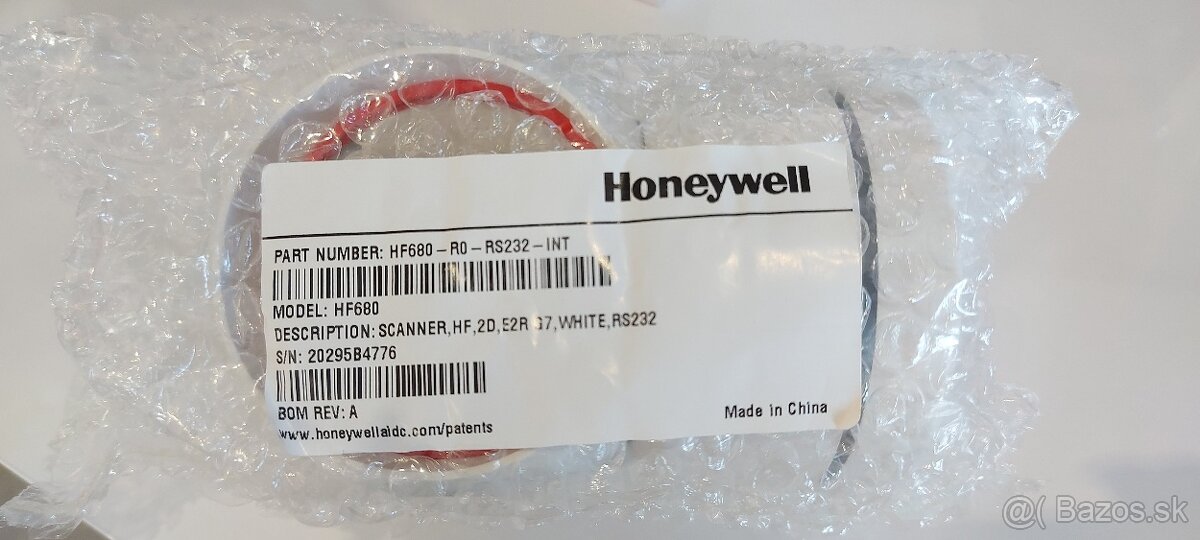 Honeywell
PART NUMBER: HF680-R0-RS232-INT
MODEL: HF680
DESCRIPTION: SCANNER,HF,2D,E2R G7,WHITE,RS232
S/N: 20295B4776
BOM REV: A
Made in China
www.honeywellaidc.com/patents
@( Bazos.sk